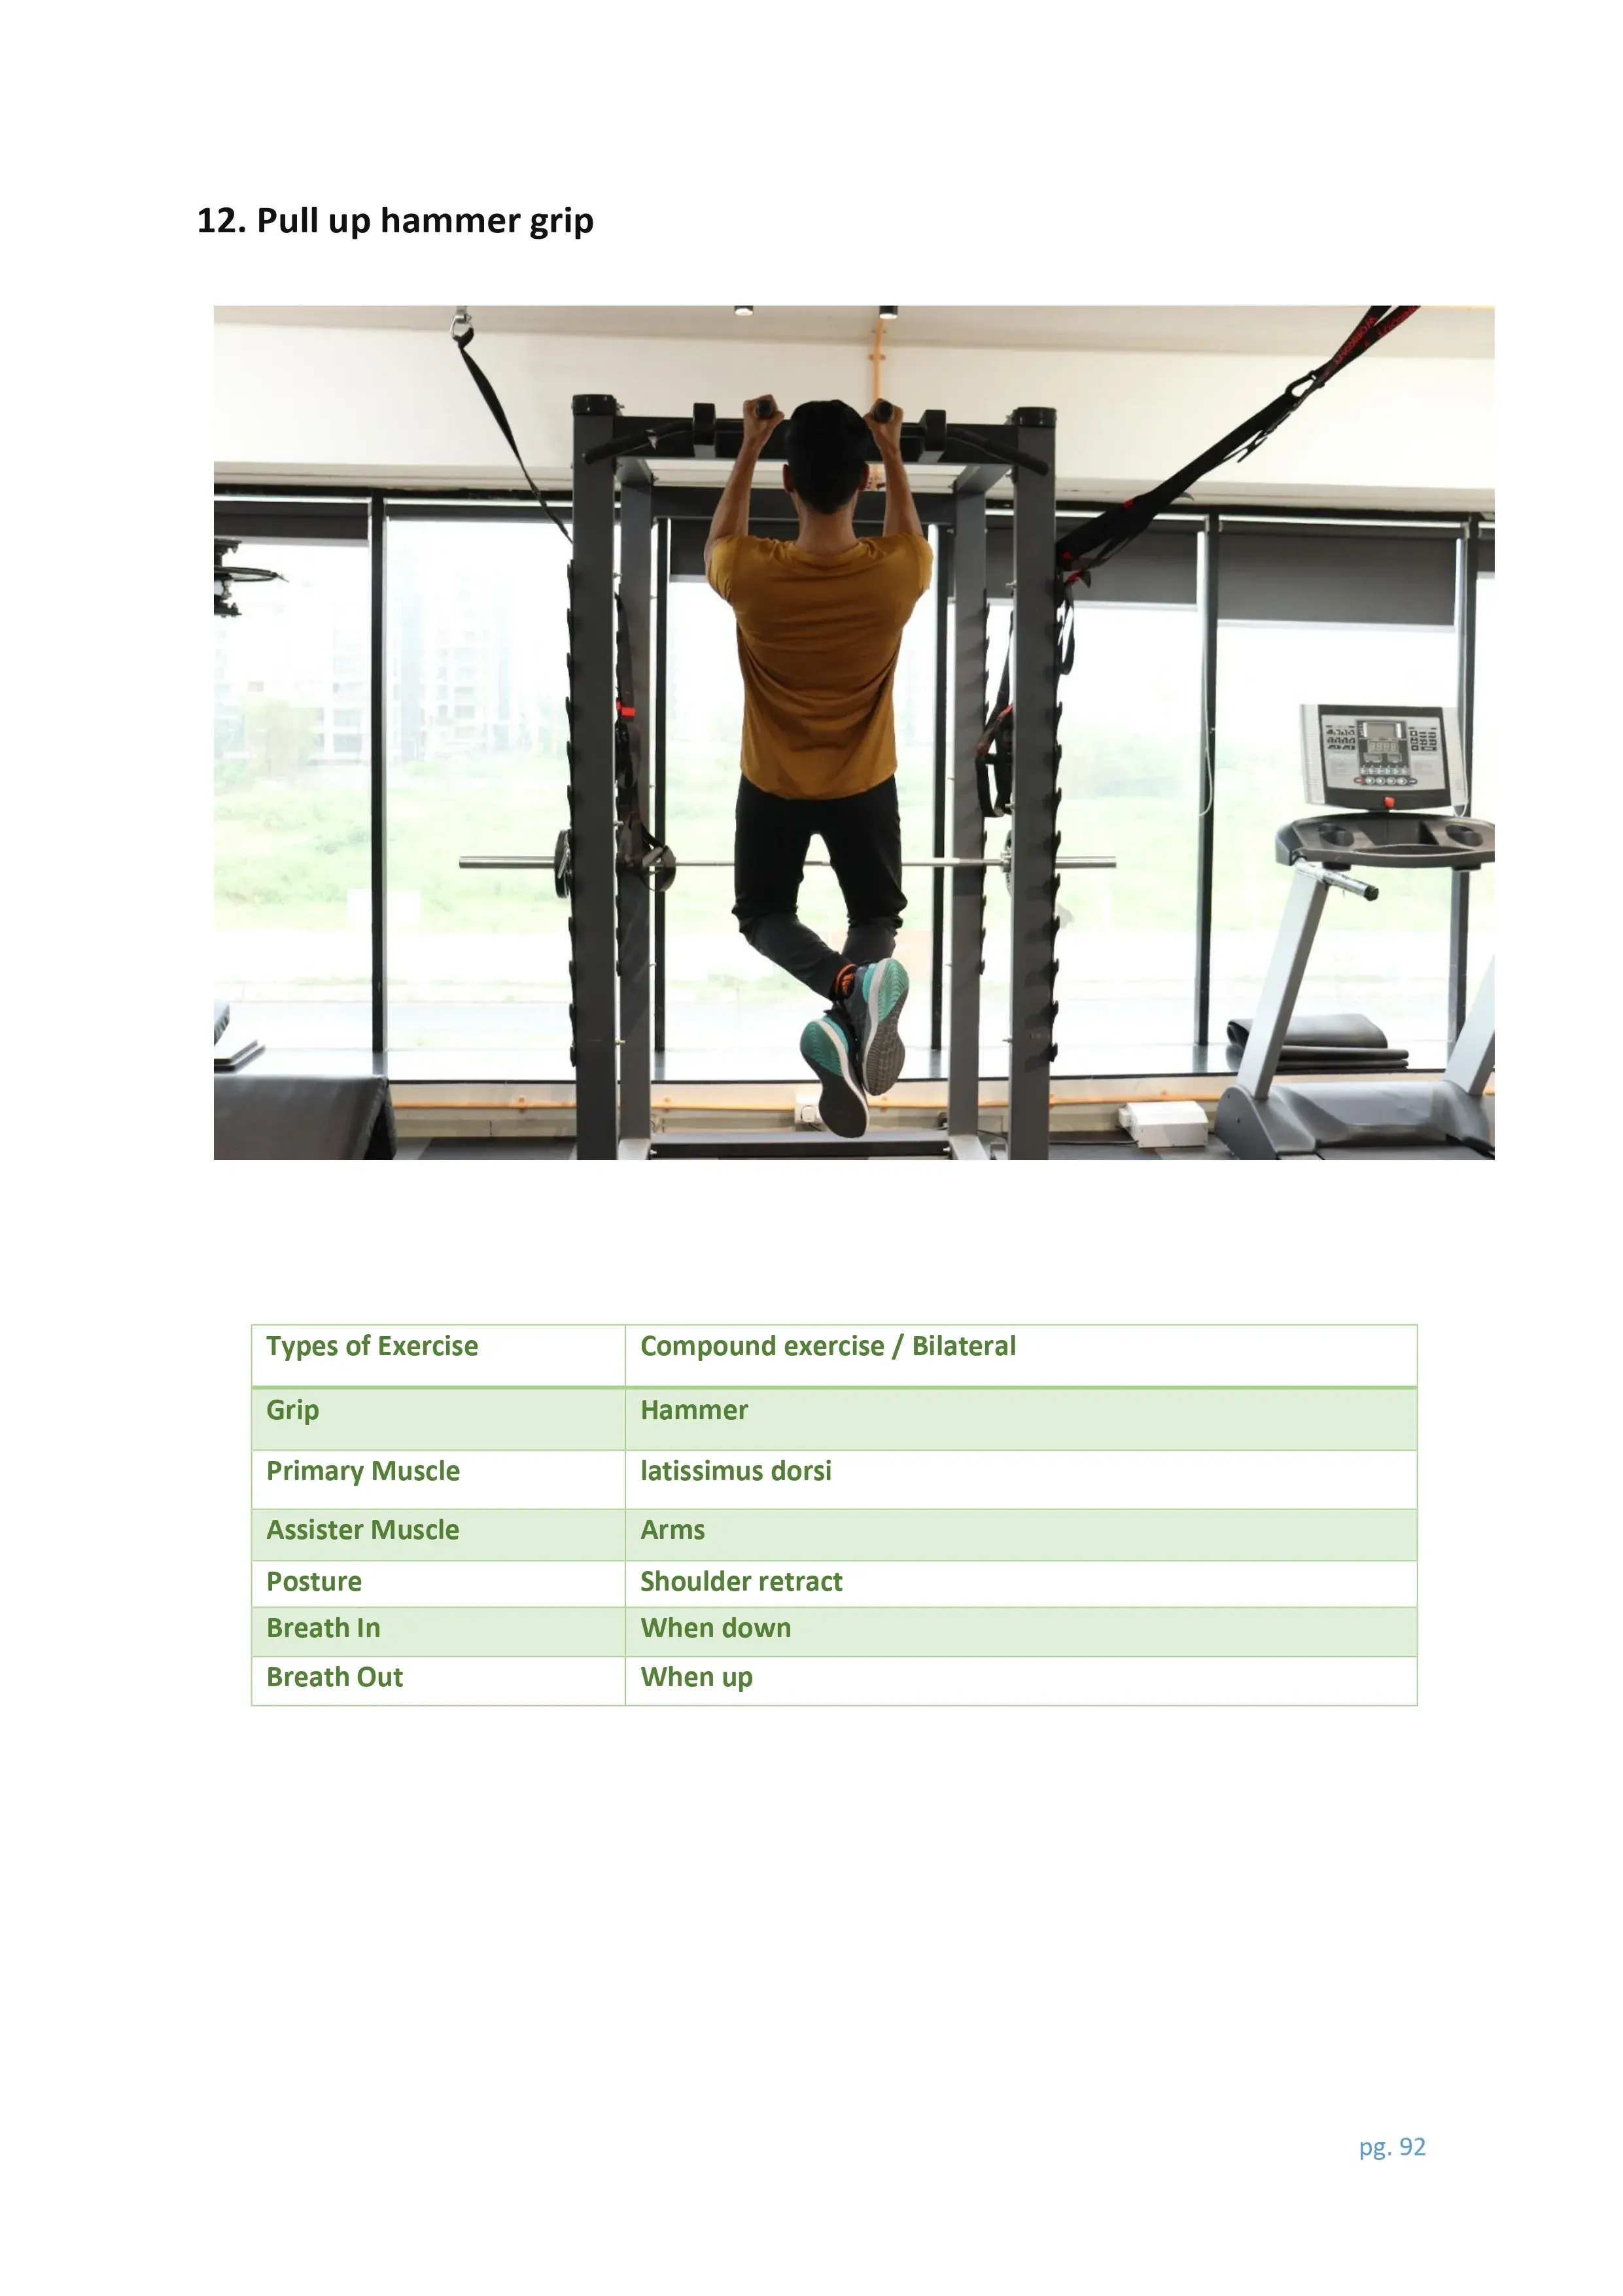 12. Pull up hammer grip
Types of Exercise Compound exercise / Bilateral
Grip Hammer
Primary Muscle latissimus dorsi
Assister Muscle Arms
Posture Shoulder retract
Breath In When down
Breath Out When up
pg. 92